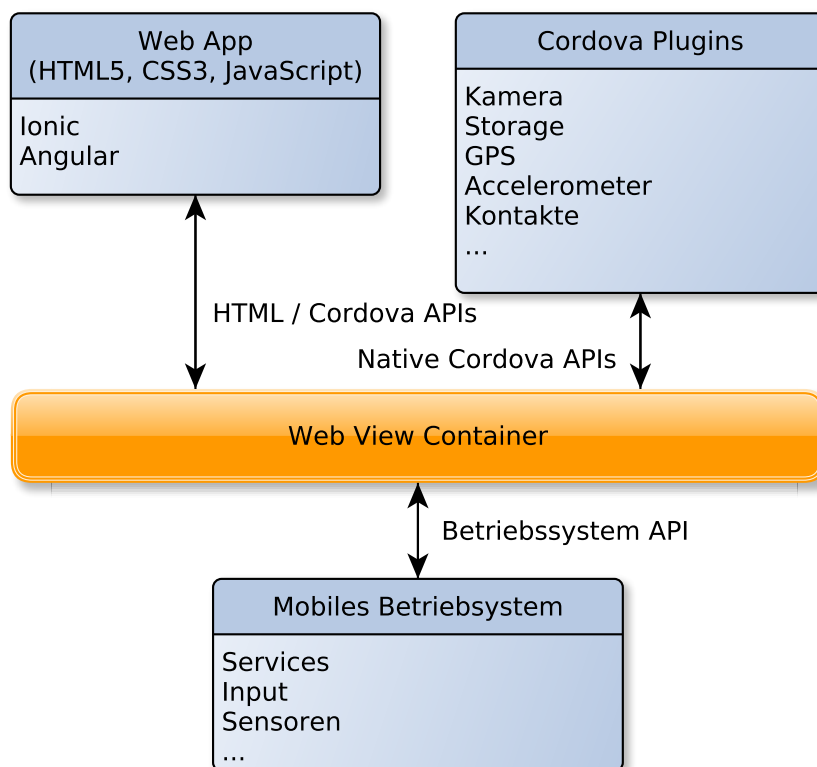 Web App
(HTML5, CSS3, JavaScript)
Ionic
Angular
Cordova Plugins
Kamera
Storage
GPS
Accelerometer
Kontakte
...
HTML / Cordova APIs
Native Cordova APIs
Web View Container
Betriebssystem API
Mobiles Betriebsystem
Services
Input
Sensoren
...